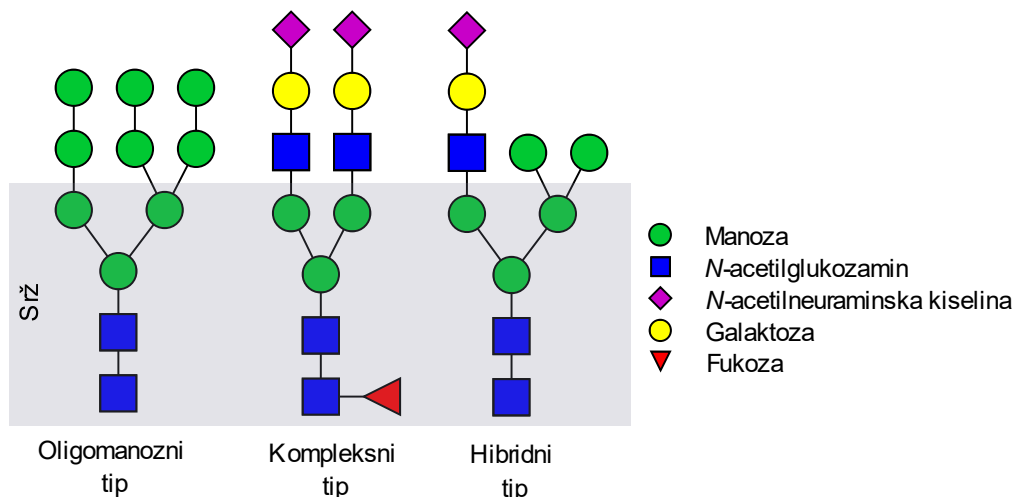 Srž
Manoza
N-acetilglukozamin
N-acetilneuraminska kiselina
Galaktoza
Fukoza
Oligomanozni
tip
Kompleksni
tip
Hibridni
tip